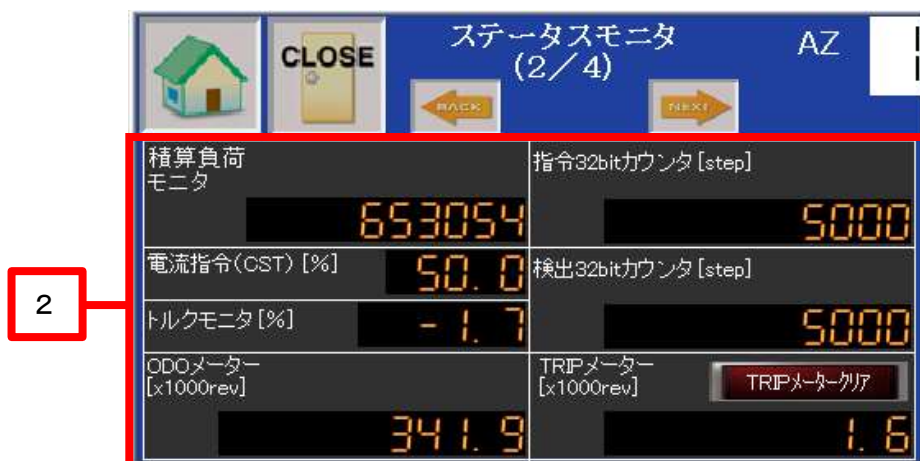 CLOSE
ステータスモニタ
(2/4)
AZ
BACK
NEXT
積算負荷
モニタ
653054
指令32bitカウンタ[step]
5000
電流指令(CST) [%]
50.0
検出32bitカウンタ[step]
5000
トルクモニタ[%]
-1.7
ODOメーター
[x1000rev]
341.9
TRIPメーター
[x1000rev]
TRIPメータークリア
1.6
2